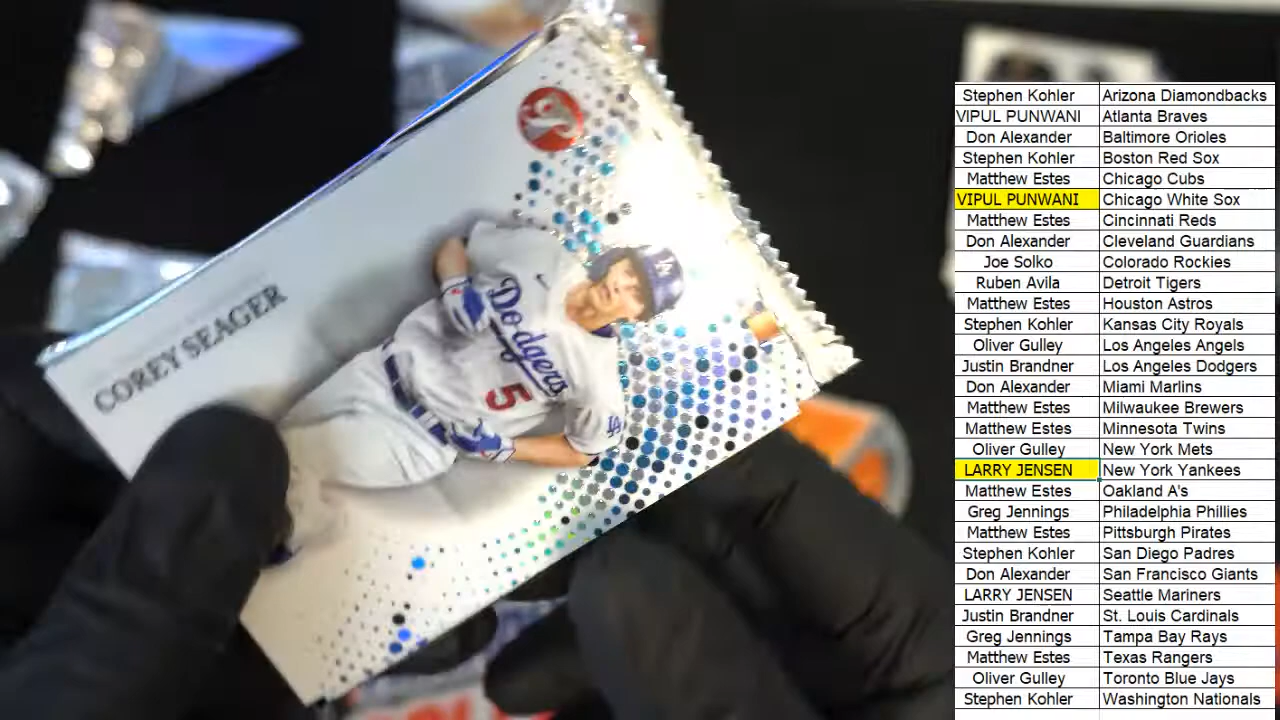 COREY SEAGER
LA
Dodgers
5
LA
P
Stephen Kohler Arizona Diamondbacks
VIPUL PUNWANI Atlanta Braves
Don Alexander Baltimore Orioles
Stephen Kohler Boston Red Sox
Matthew Estes Chicago Cubs
VIPUL PUNWANI Chicago White Sox
Matthew Estes Cincinnati Reds
Don Alexander Cleveland Guardians
Joe Solko Colorado Rockies
Ruben Avila Detroit Tigers
Matthew Estes Houston Astros
Stephen Kohler Kansas City Royals
Oliver Gulley Los Angeles Angels
Justin Brandner Los Angeles Dodgers
Don Alexander Miami Marlins
Matthew Estes Milwaukee Brewers
Matthew Estes Minnesota Twins
Oliver Gulley New York Mets
LARRY JENSEN New York Yankees
Matthew Estes Oakland A's
Greg Jennings Philadelphia Phillies
Matthew Estes Pittsburgh Pirates
Stephen Kohler San Diego Padres
Don Alexander San Francisco Giants
LARRY JENSEN Seattle Mariners
Justin Brandner St. Louis Cardinals
Greg Jennings Tampa Bay Rays
Matthew Estes Texas Rangers
Oliver Gulley Toronto Blue Jays
Stephen Kohler Washington Nationals